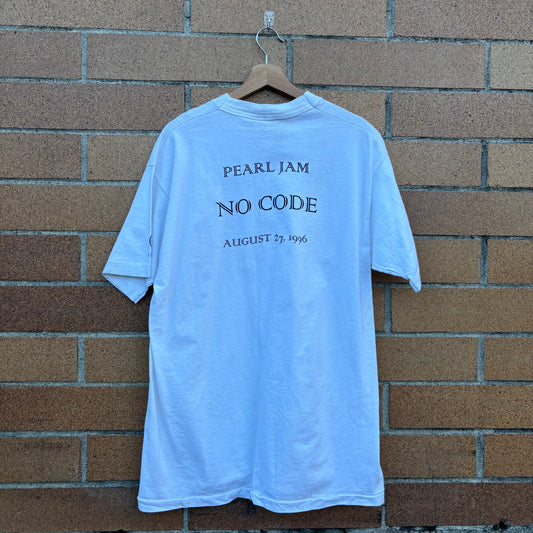 PEARL JAM
NO CODE
AUGUST 27, 1996